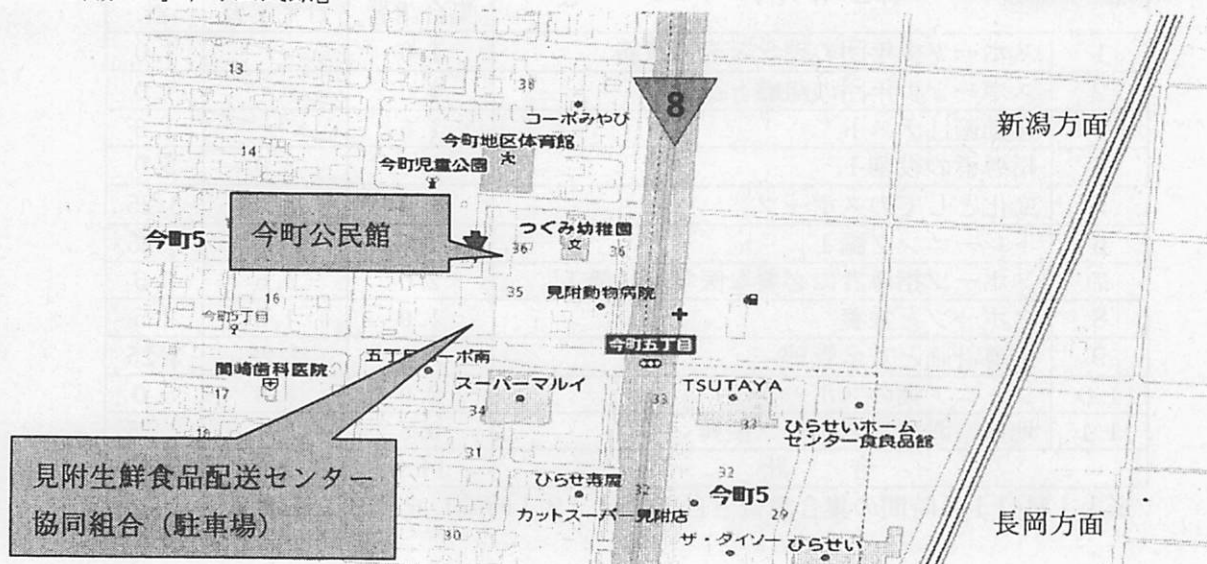 13
38
8
コーポみやび
新潟方面
今町地区体育館
14
今町児童公園
今町5
今町公民館
つぐみ幼稚園
36
36
35
見附動物病院
16
今町5丁目
今町五丁目
五丁目
ーポ南
間崎歯科医院
スーパーマルイ
TSUTAYA
17
34
33
33
ひらせいホーム
センター食良品館
18
31
見附生鮮食品配送センター
協同組合（駐車場）
ひらせ寿屋
32
32
今町5
カットスーパー見附店
29
長岡方面
30
ザ・ダイソー
ひらせい